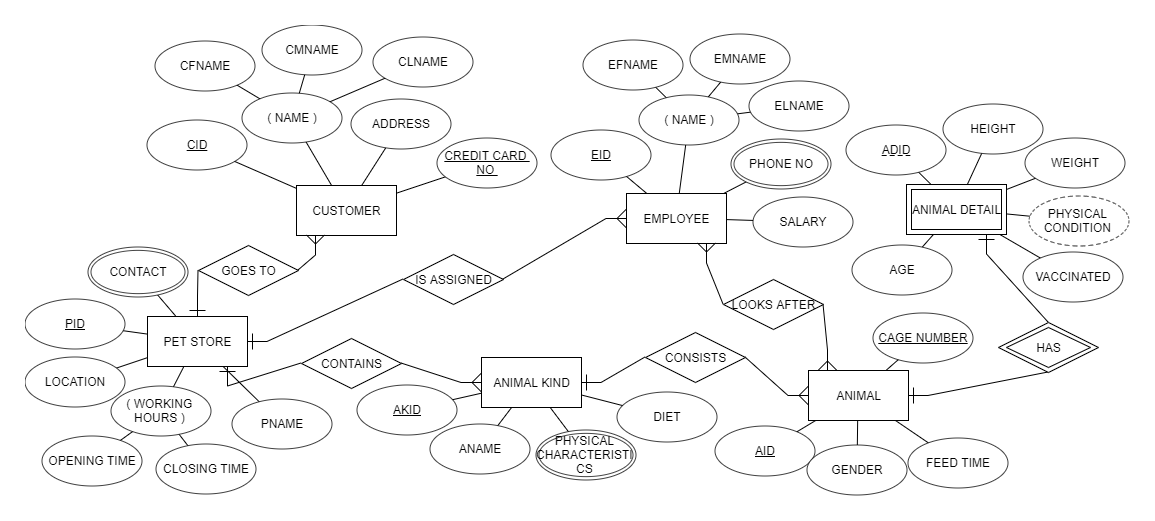 CFNAME
CMNAME
CLNAME
( NAME )
CID
ADDRESS
CREDIT CARD
NO
CUSTOMER
EFNAME
EMNAME
ELNAME
( NAME )
EID
PHONE NO
SALARY
EMPLOYEE
ADID
HEIGHT
WEIGHT
ANIMAL DETAIL
PHYSICAL
CONDITION
AGE
VACCINATED
GOES TO
IS ASSIGNED
LOOKS AFTER
HAS
CONTACT
PID
PET STORE
LOCATION
( WORKING
HOURS )
OPENING TIME
CLOSING TIME
PNAME
CONTAINS
ANIMAL KIND
CONSISTS
AKID
ANAME
PHYSICAL
CHARACTERISTI
CS
DIET
CAGE NUMBER
ANIMAL
AID
GENDER
FEED TIME